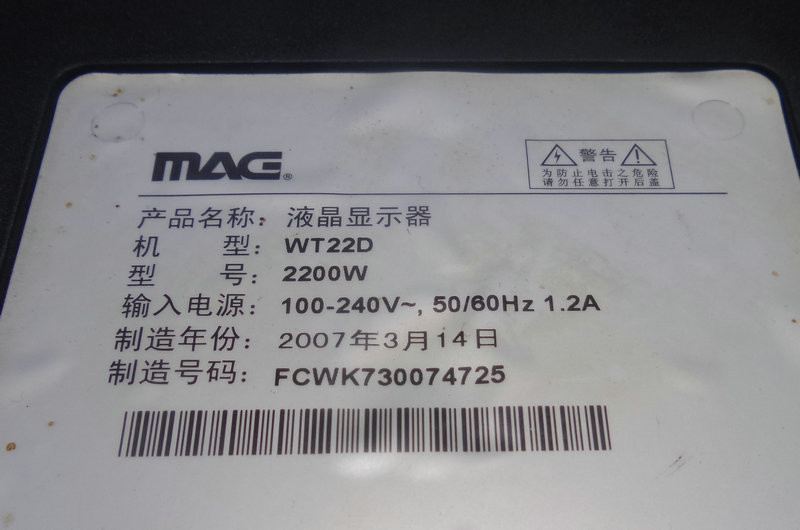 MAG®
警告
为防止电击之危险
请勿任意打开后盖
产品名称：液晶显示器
机 型：WT22D
型 号：2200W
输入电源：100-240V~, 50/60Hz 1.2A
制造年份：2007年3月14日
制造号码：FCWK730074725